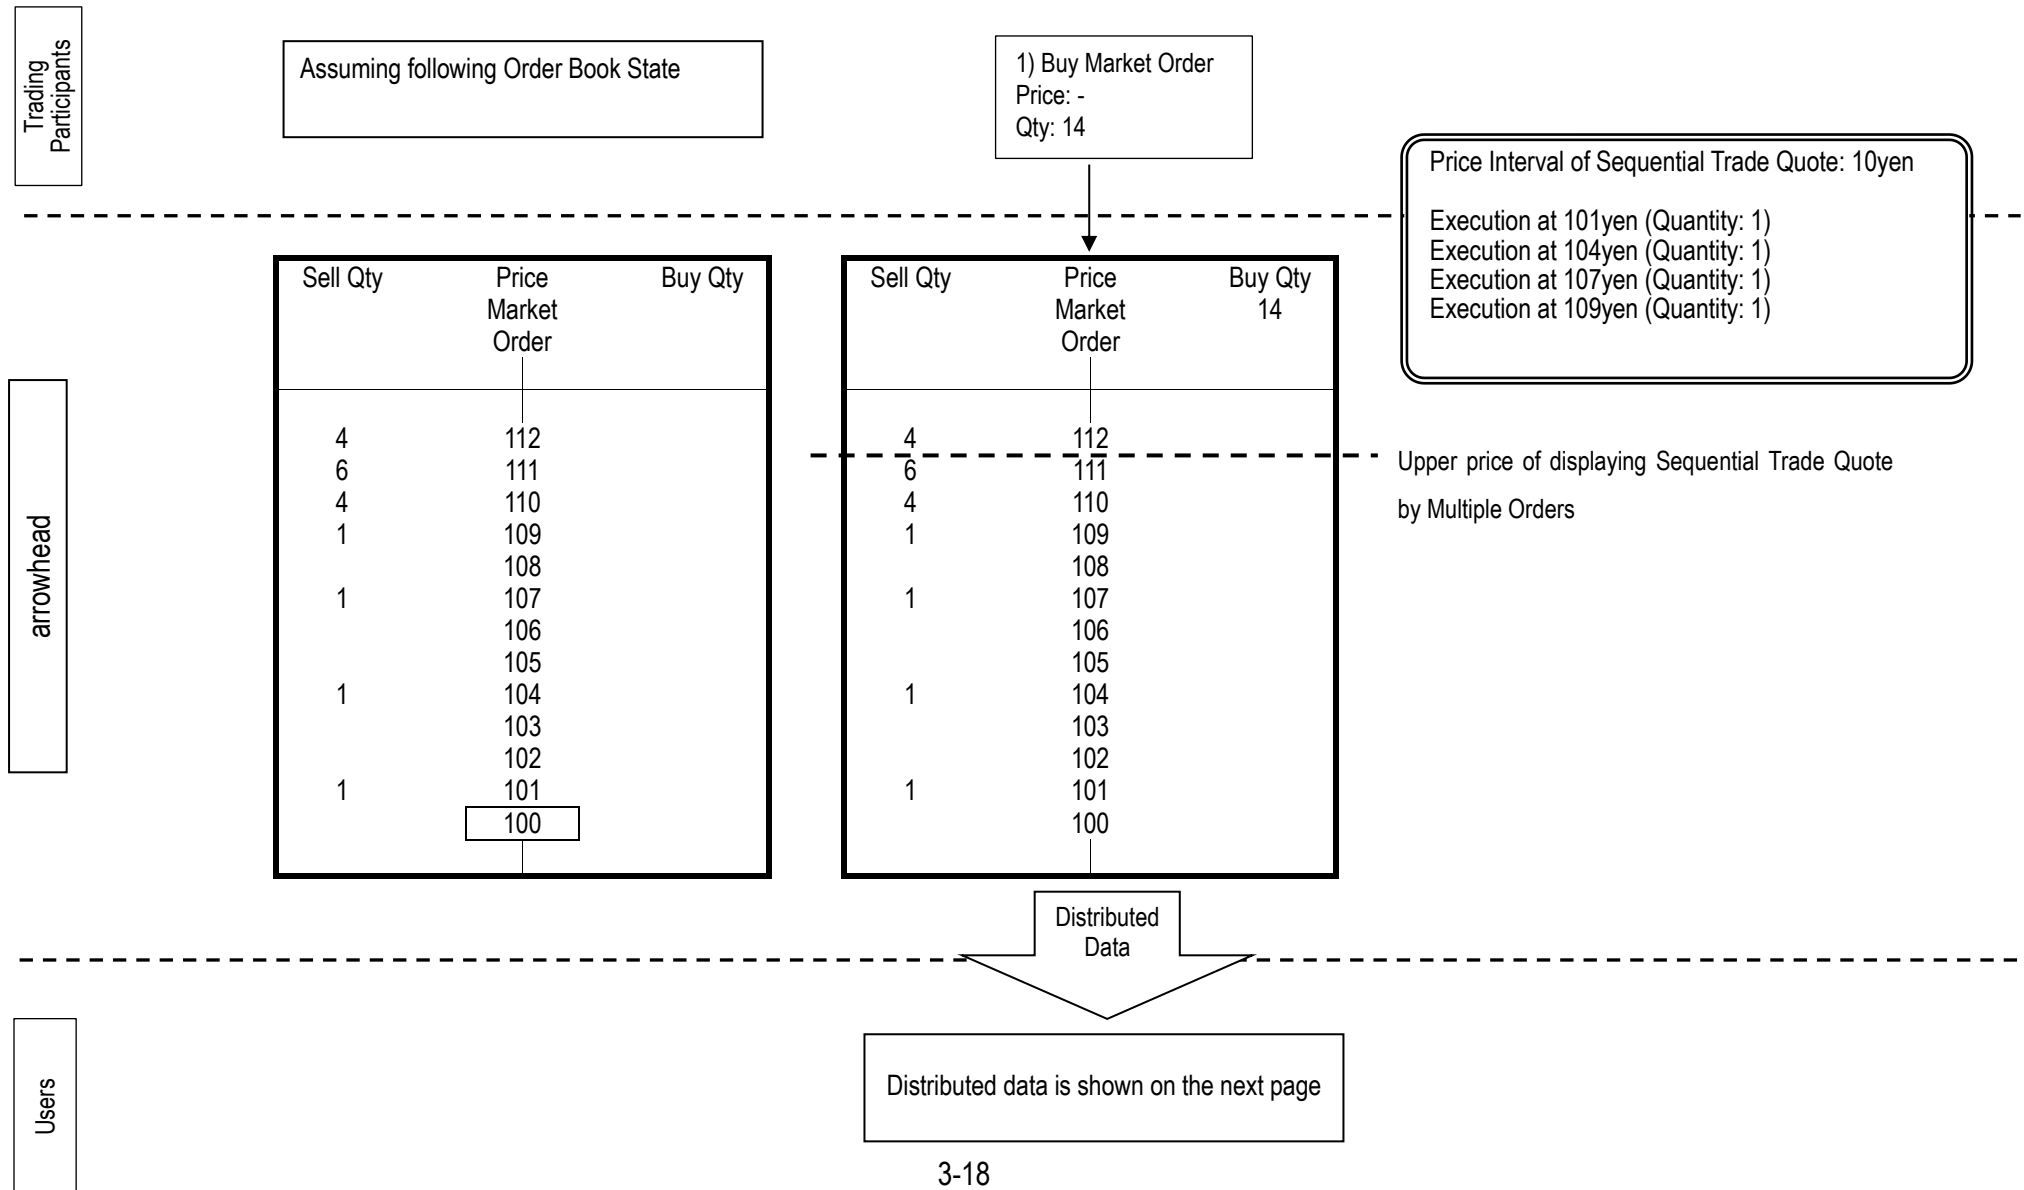 Trading
Participants
Assuming following Order Book State
1) Buy Market Order
Price: -
Qty: 14
Price Interval of Sequential Trade Quote: 10yen
Execution at 101yen (Quantity: 1)
Execution at 104yen (Quantity: 1)
Execution at 107yen (Quantity: 1)
Execution at 109yen (Quantity: 1)
arrowhead
Sell Qty Price Buy Qty
Market
Order
4 112
6 111
4 110
1 109
108
1 107
106
105
1 104
103
102
1 101
100
Sell Qty Price Buy Qty
Market 14
Order
4 112
6 111
4 110
1 109
108
1 107
106
105
1 104
103
102
1 101
100
Upper price of displaying Sequential Trade Quote
by Multiple Orders
Distributed
Data
Users
Distributed data is shown on the next page
3-18